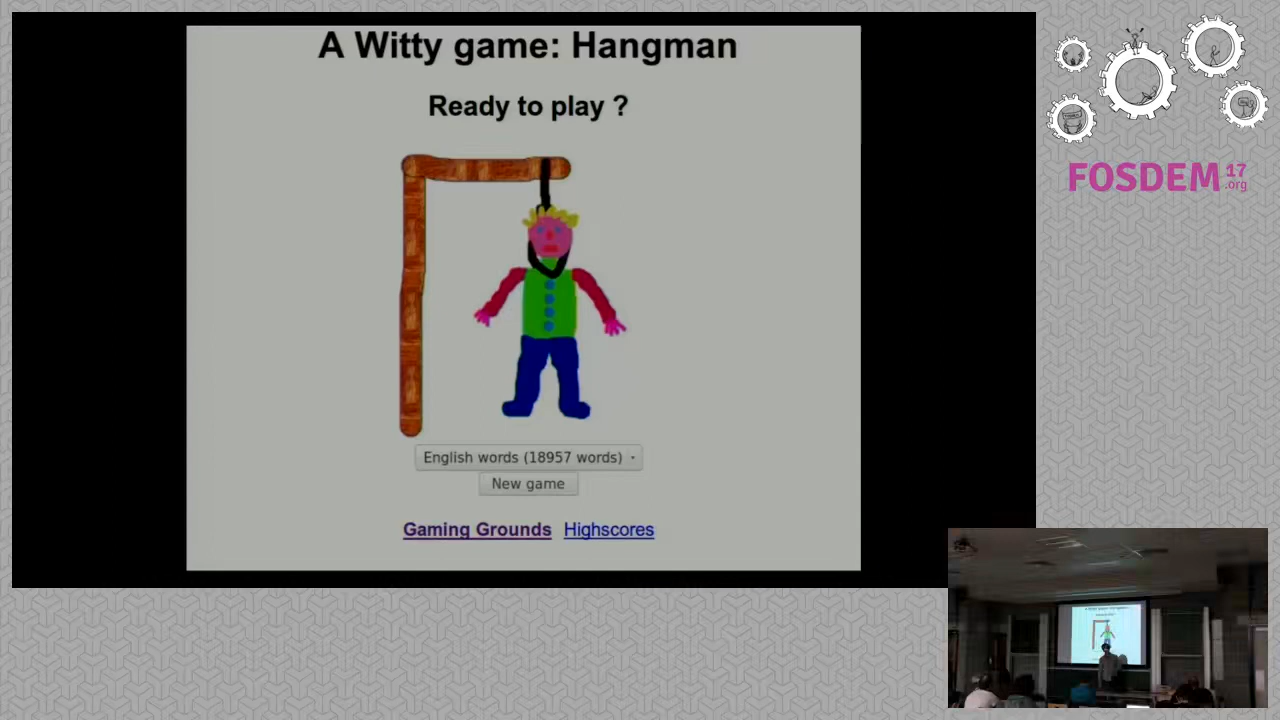 A Witty game: Hangman
Ready to play ?
English words (18957 words)
New game
Gaming Grounds Highscores
FOSDEM 17
.org